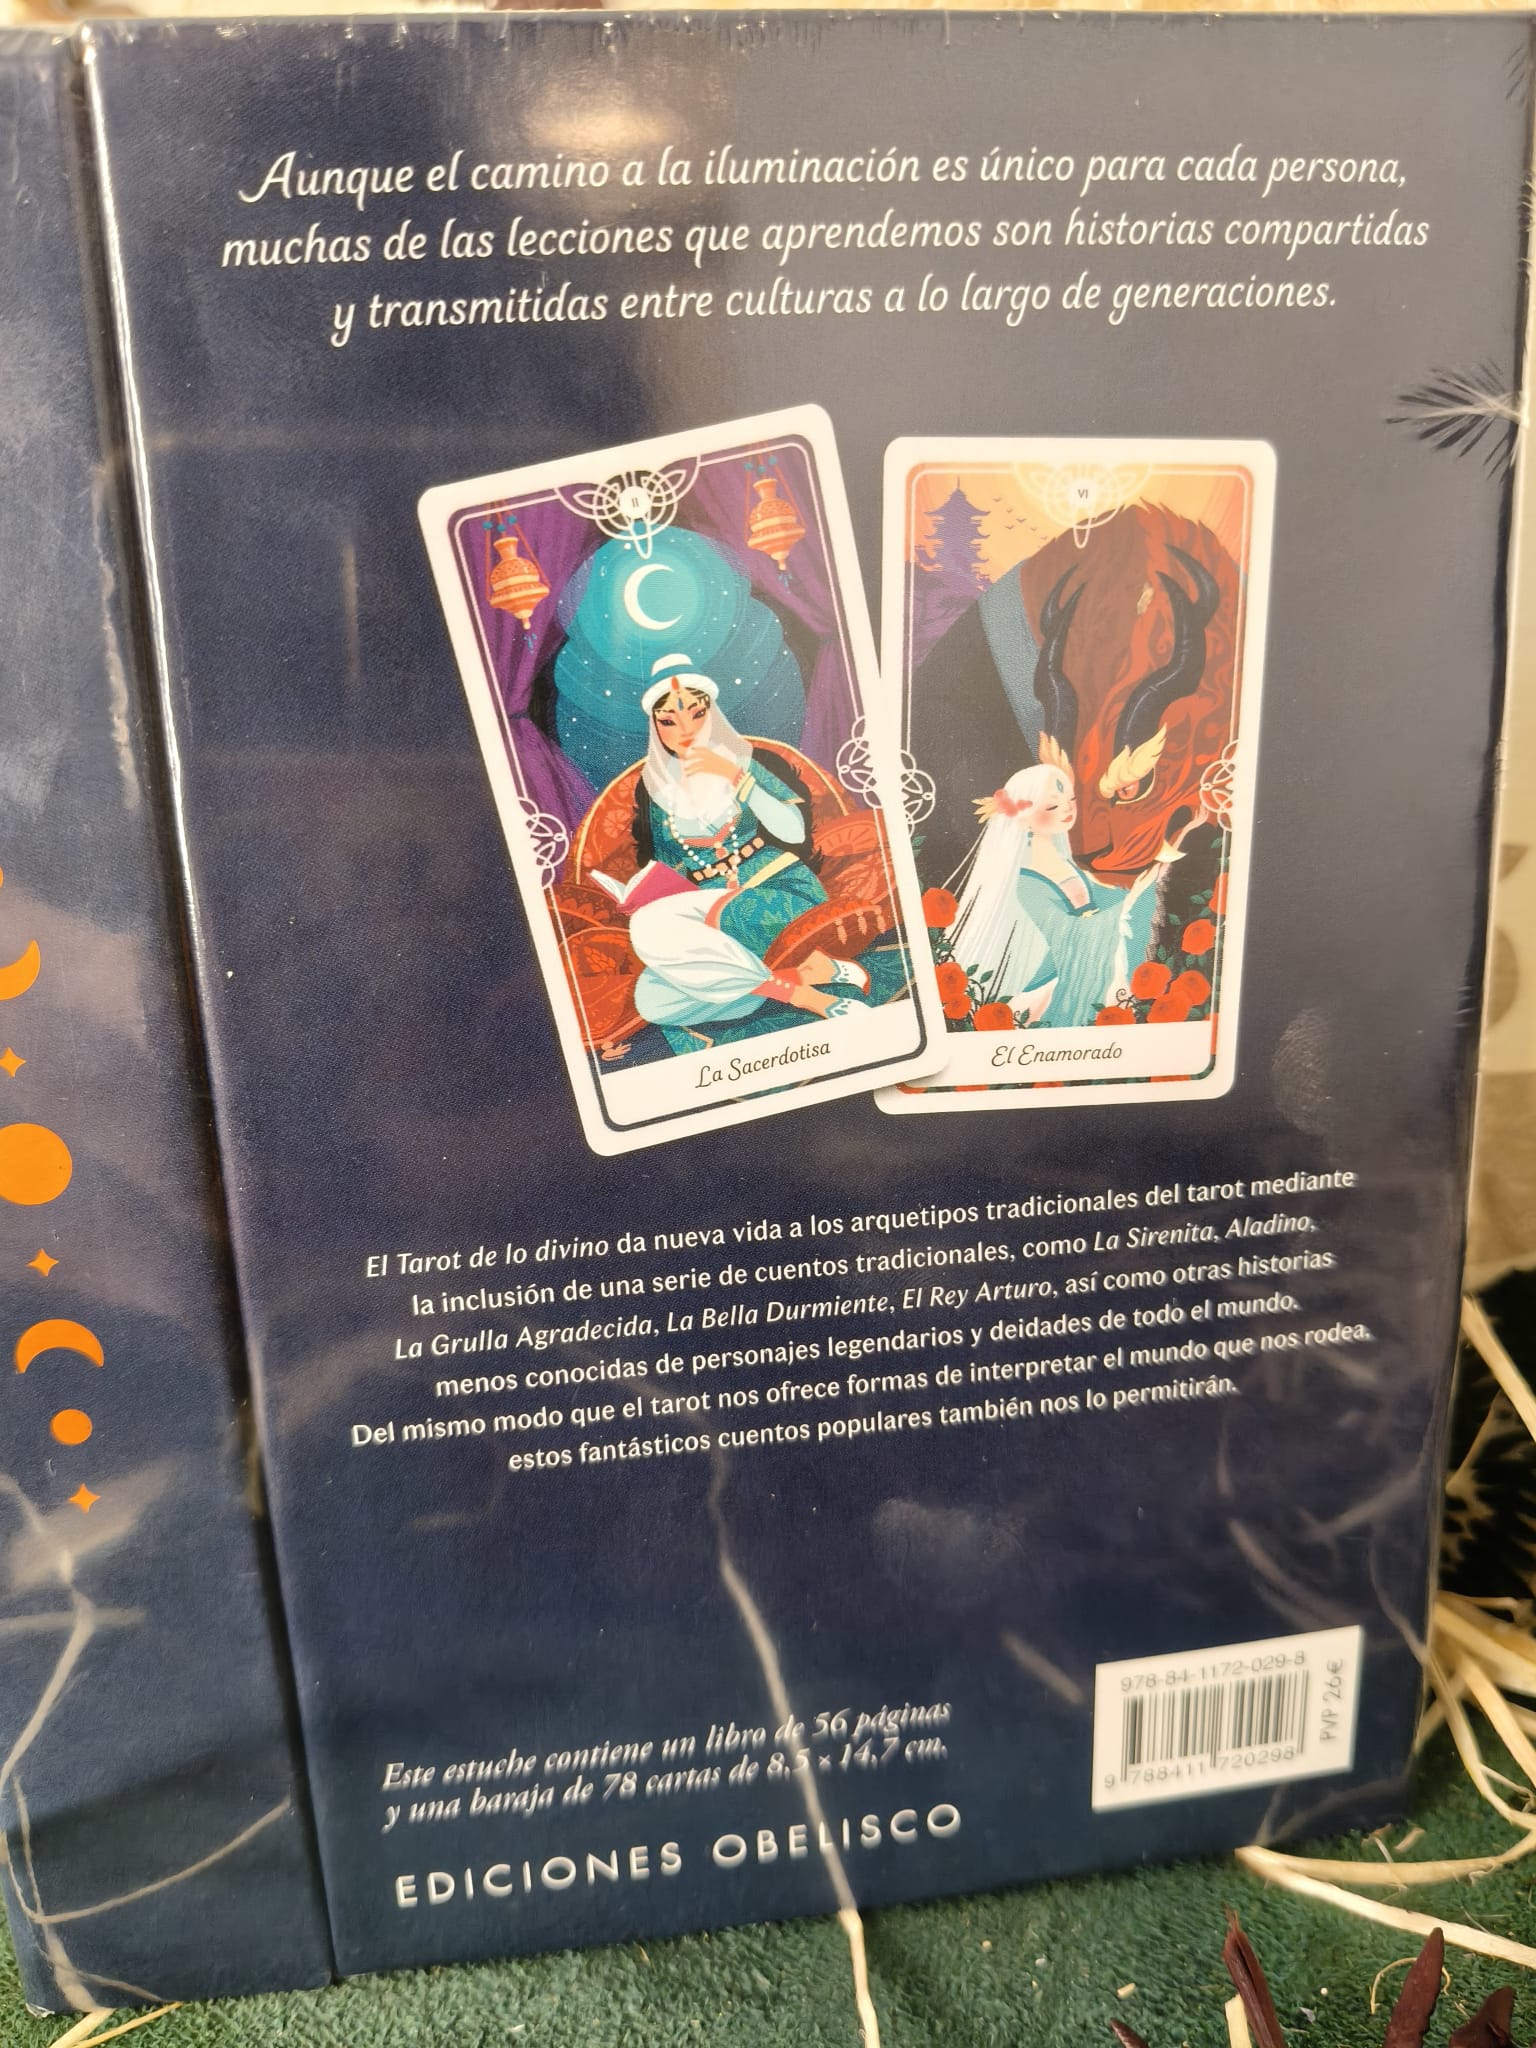 Aunque el camino a la iluminación es único para cada persona,
muchas de las lecciones que aprendemos son historias compartidas
y transmitidas entre culturas a lo largo de generaciones.
II
La Sacerdotisa
VI
El Enamorado
El Tarot de lo divino da nueva vida a los arquetipos tradicionales del tarot mediante
la inclusión de una serie de cuentos tradicionales, como La Sirenita, Aladino,
La Grulla Agradecida, La Bella Durmiente, El Rey Arturo, así como otras historias
menos conocidas de personajes legendarios y deidades de todo el mundo.
Del mismo modo que el tarot nos ofrece formas de interpretar el mundo que nos rodea,
estos fantásticos cuentos populares también nos lo permitirán.
Este estuche contiene un libro de 56 páginas
y una baraja de 78 cartas de 8,5 × 14,7 cm.
EDICIONES OBELISCO
978-84-1172-029-8
9 788411 720298
PVP 26€